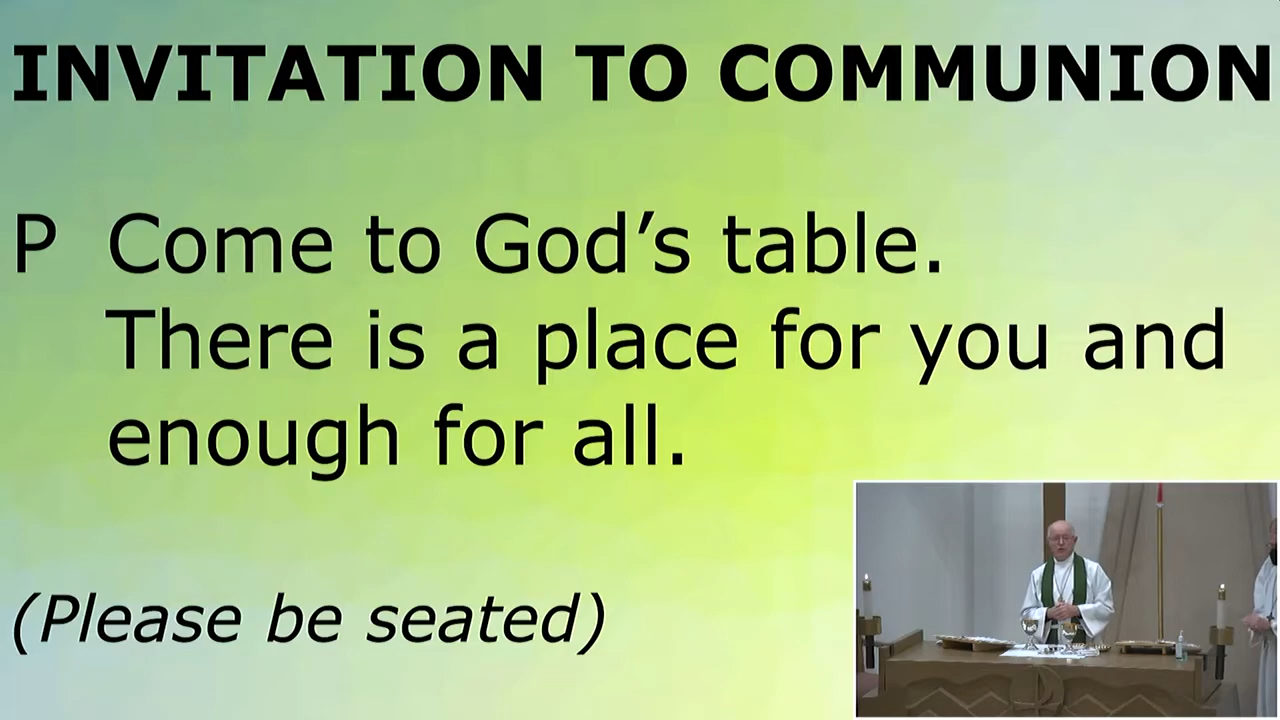 INVITATION TO COMMUNION
P Come to God’s table.
There is a place for you and
enough for all.
(Please be seated)